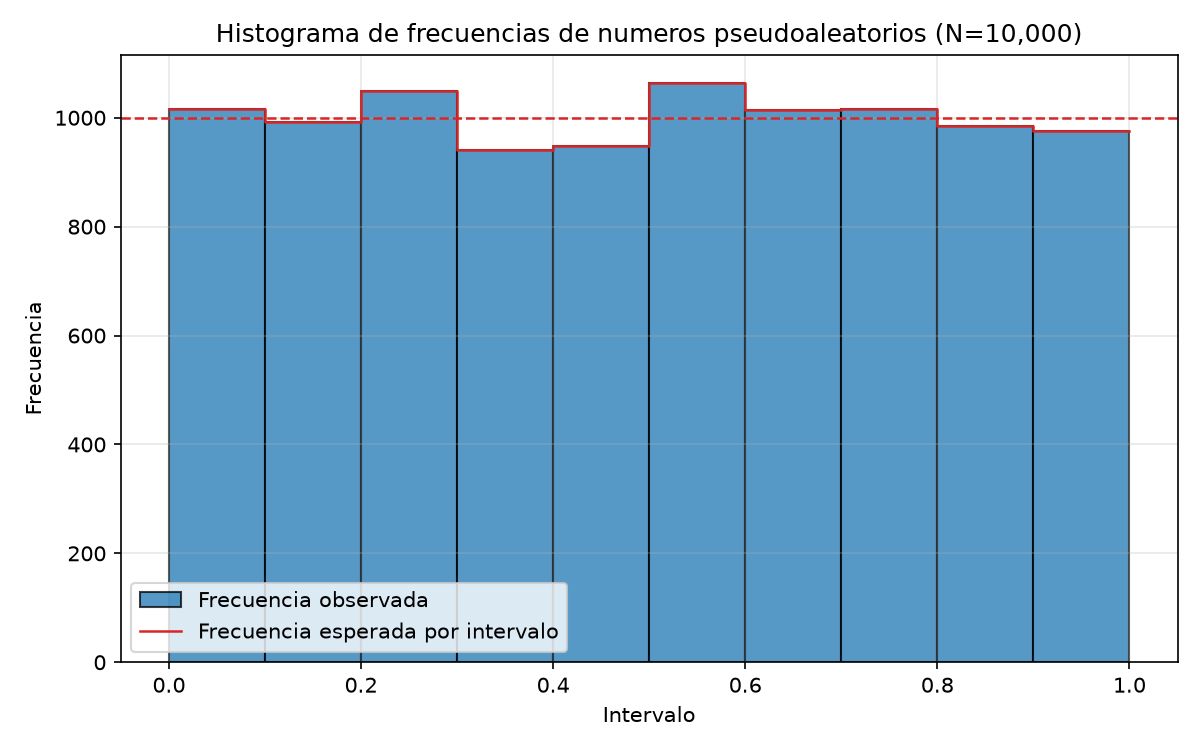 Histograma de frecuencias de numeros pseudoaleatorios (N=10,000)
Frecuencia
1000
800
600
400
200
0
Frecuencia observada
Frecuencia esperada por intervalo
0.0 0.2 0.4 0.6 0.8 1.0
Intervalo